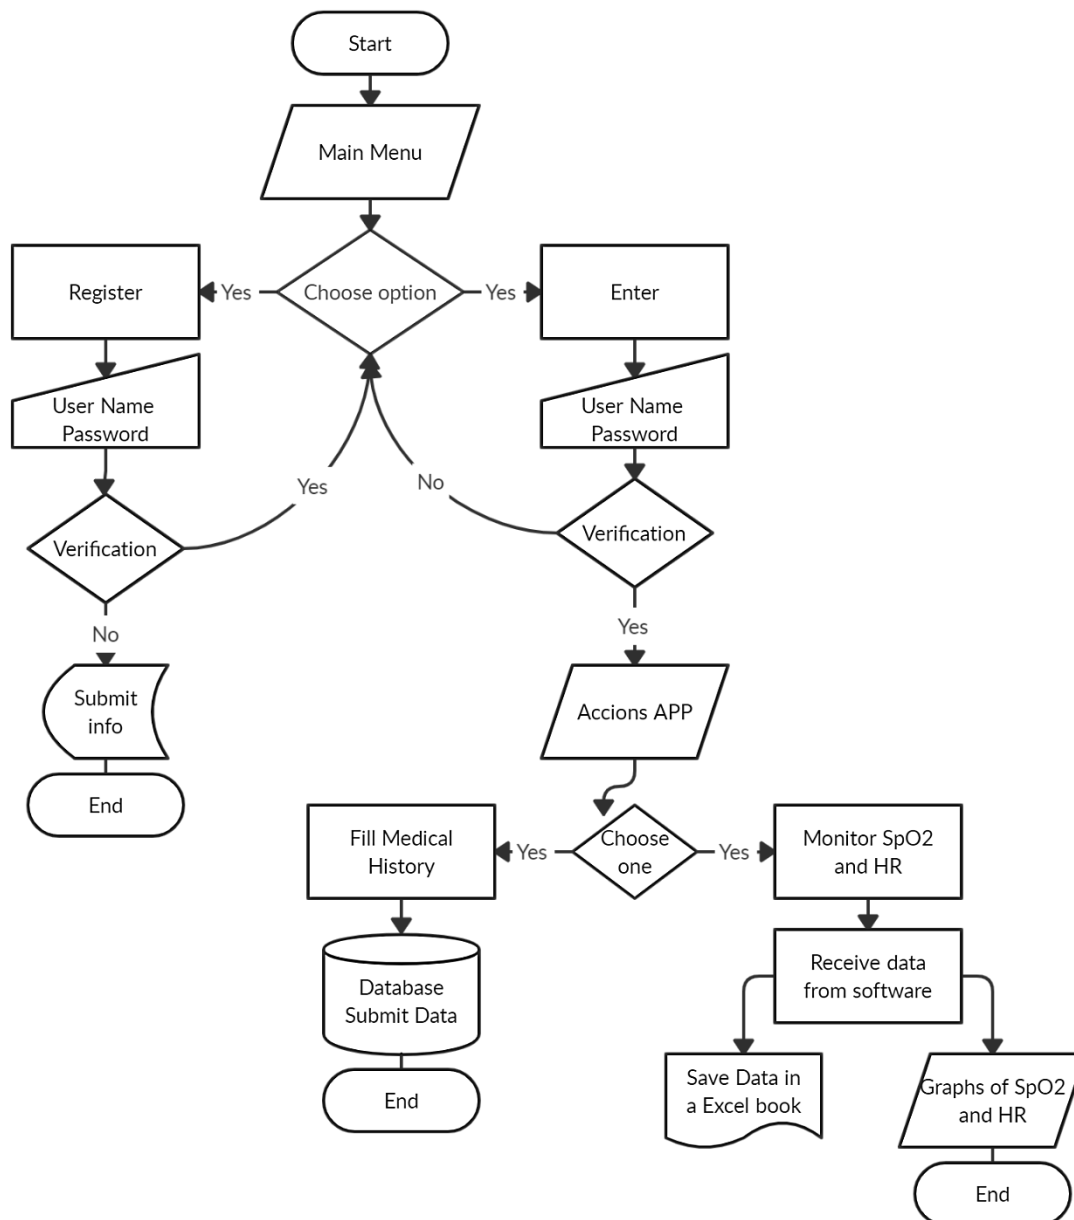 Start
Main Menu
Register
Yes
Choose option
Yes
Enter
User Name
Password
User Name
Password
Yes
No
Verification
Verification
No
Yes
Submit
info
Accions APP
End
Fill Medical
History
Yes
Choose
one
Yes
Monitor SpO2
and HR
Database
Submit Data
Receive data
from software
Save Data in
a Excel book
Graphs of SpO2
and HR
End
End